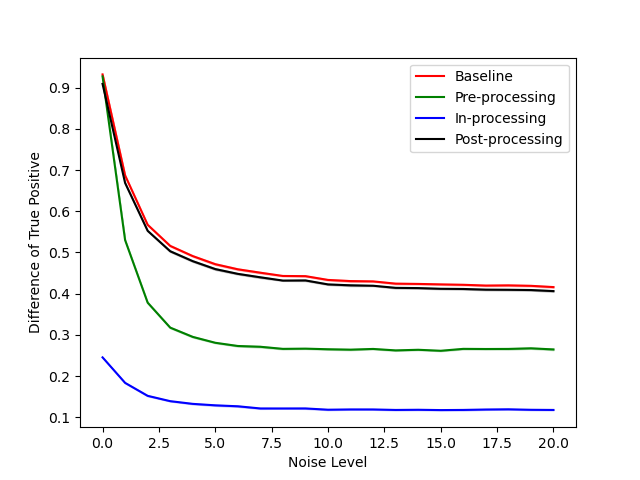 Baseline
Pre-processing
In-processing
Post-processing
Difference of True Positive
0.9
0.8
0.7
0.6
0.5
0.4
0.3
0.2
0.1
0.0 2.5 5.0 7.5 10.0 12.5 15.0 17.5 20.0
Noise Level